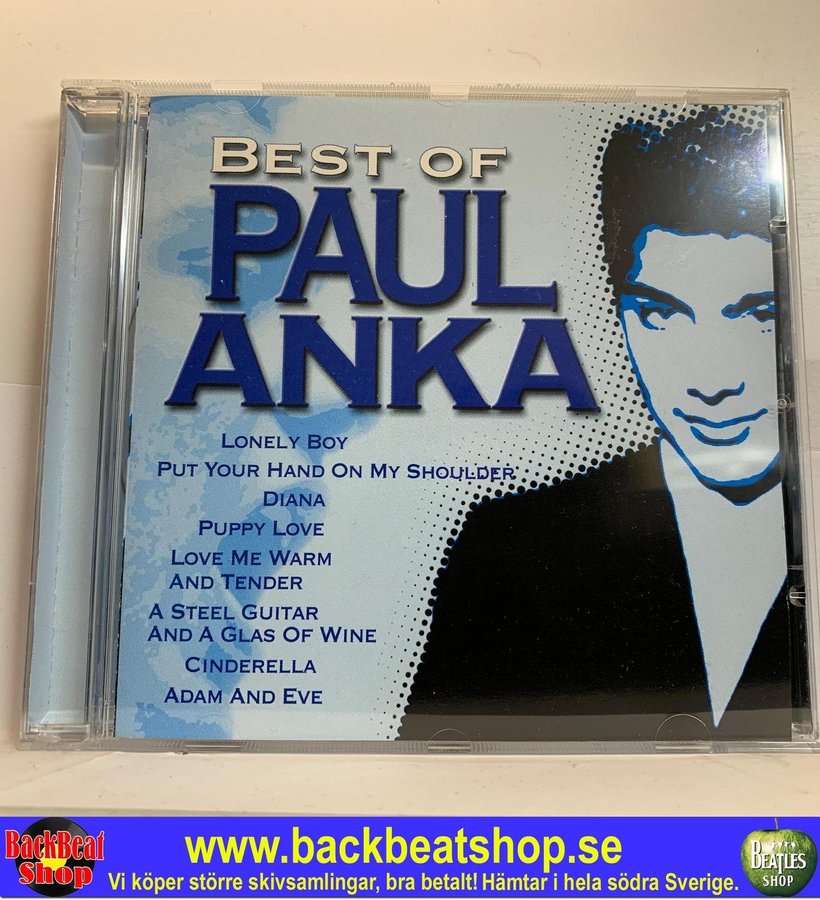 BEST OF
PAUL
ANKA
LONELY BOY
PUT YOUR HAND ON MY SHOULDER
DIANA
PUPPY LOVE
LOVE ME WARM
AND TENDER
A STEEL GUITAR
AND A GLAS OF WINE
CINDERELLA
ADAM AND EVE
BackBeat
Shop
www.backbeatshop.se
Vi köper större skivsamlingar, bra betalt! Hämtar i hela södra Sverige.
BEATLES
SHOP